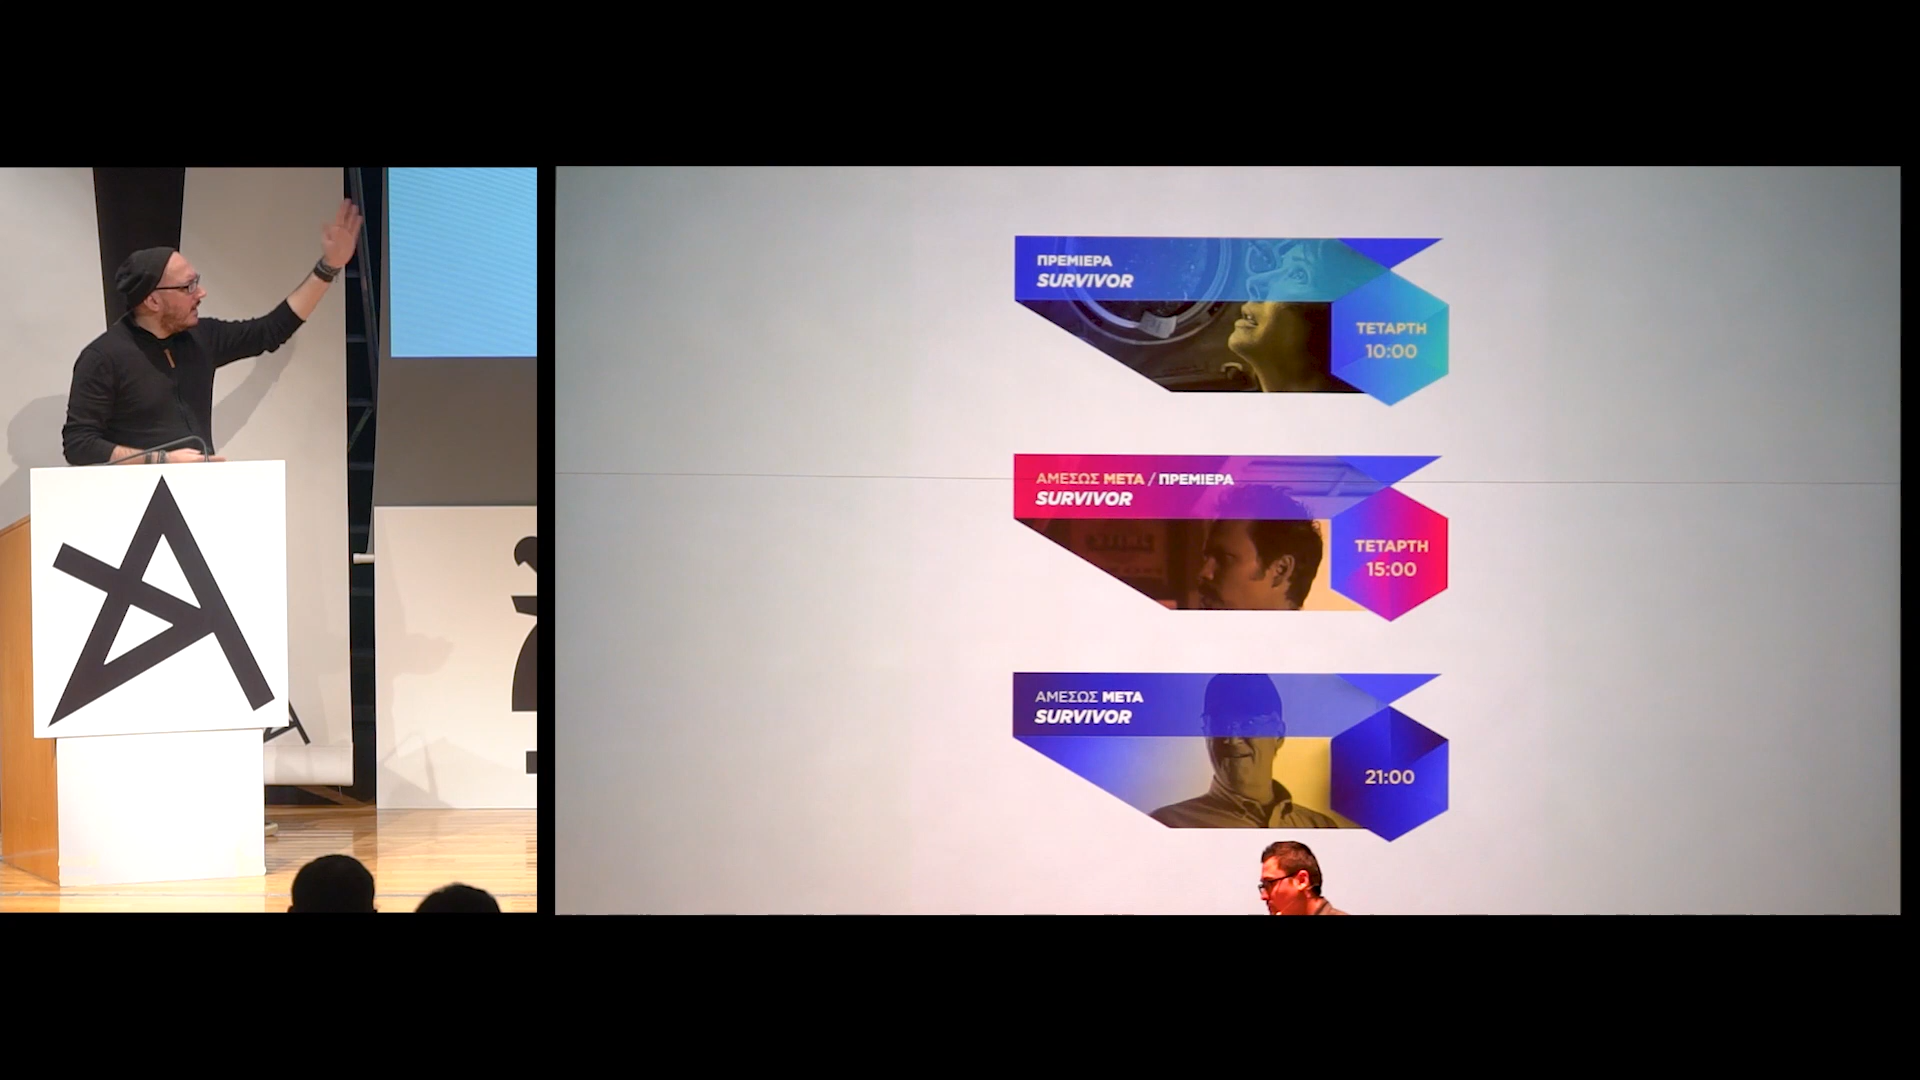 ΠΡΕΜΙΕΡΑ
SURVIVOR
ΤΕΤΑΡΤΗ
10:00
ΑΜΕΣΩΣ ΜΕΤΑ / ΠΡΕΜΙΕΡΑ
SURVIVOR
ΤΕΤΑΡΤΗ
15:00
ΑΜΕΣΩΣ ΜΕΤΑ
SURVIVOR
21:00